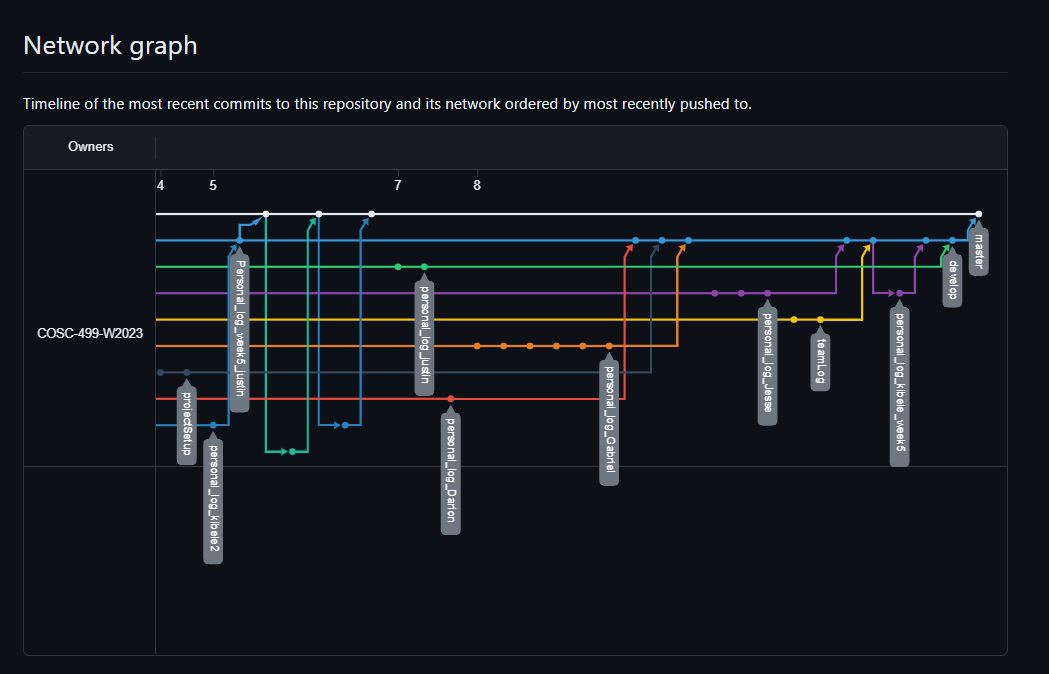 Network graph
Timeline of the most recent commits to this repository and its network ordered by most recently pushed to.
Owners
4 5 7 8
COSC-499-W2023
projectSetup
personal_log_kibele2
Personal_log_week5_justin
personal_log_justin
personal_log_Darion
personal_log_Gabriel
personal_log_Jesse
teamLog
personal_log_kibele_week5
develop
master